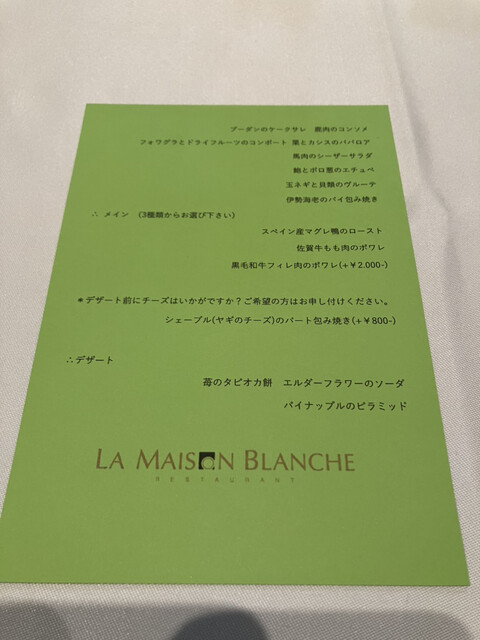 ブーダンのケークサレ　鹿肉のコンソメ
フォワグラとドライフルーツのコンポート 栗とカシスのババロア
馬肉のシーザーサラダ
鮑とポロ葱のエチュベ
玉ネギと貝類のヴルーテ
伊勢海老のパイ包み焼き
∴ メイン　(3種類からお選び下さい)
スペイン産マグレ鴨のロースト
佐賀牛もも肉のポワレ
黒毛和牛フィレ肉のポワレ(+￥2.000-)
＊デザート前にチーズはいかがですか？ご希望の方はお申し付けください。
シェーブル(ヤギのチーズ)のパート包み焼き(+￥800-)
∴デザート
苺のタピオカ餅　エルダーフラワーのソーダ
パイナップルのピラミッド
LA MAISON BLANCHE
RESTAURANT